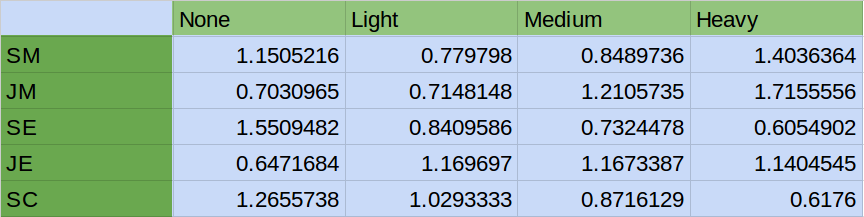 None Light Medium Heavy
SM 1.1505216 0.779798 0.8489736 1.4036364
JM 0.7030965 0.7148148 1.2105735 1.7155556
SE 1.5509482 0.8409586 0.7324478 0.6054902
JE 0.6471684 1.169697 1.1673387 1.1404545
SC 1.2655738 1.0293333 0.8716129 0.6176